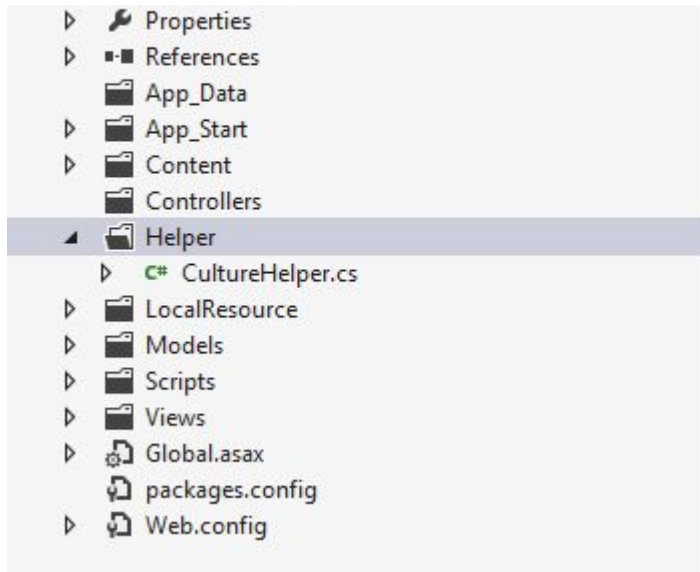 Properties
References
App_Data
App_Start
Content
Controllers
Helper
C# CultureHelper.cs
LocalResource
Models
Scripts
Views
Global.asax
packages.config
Web.config